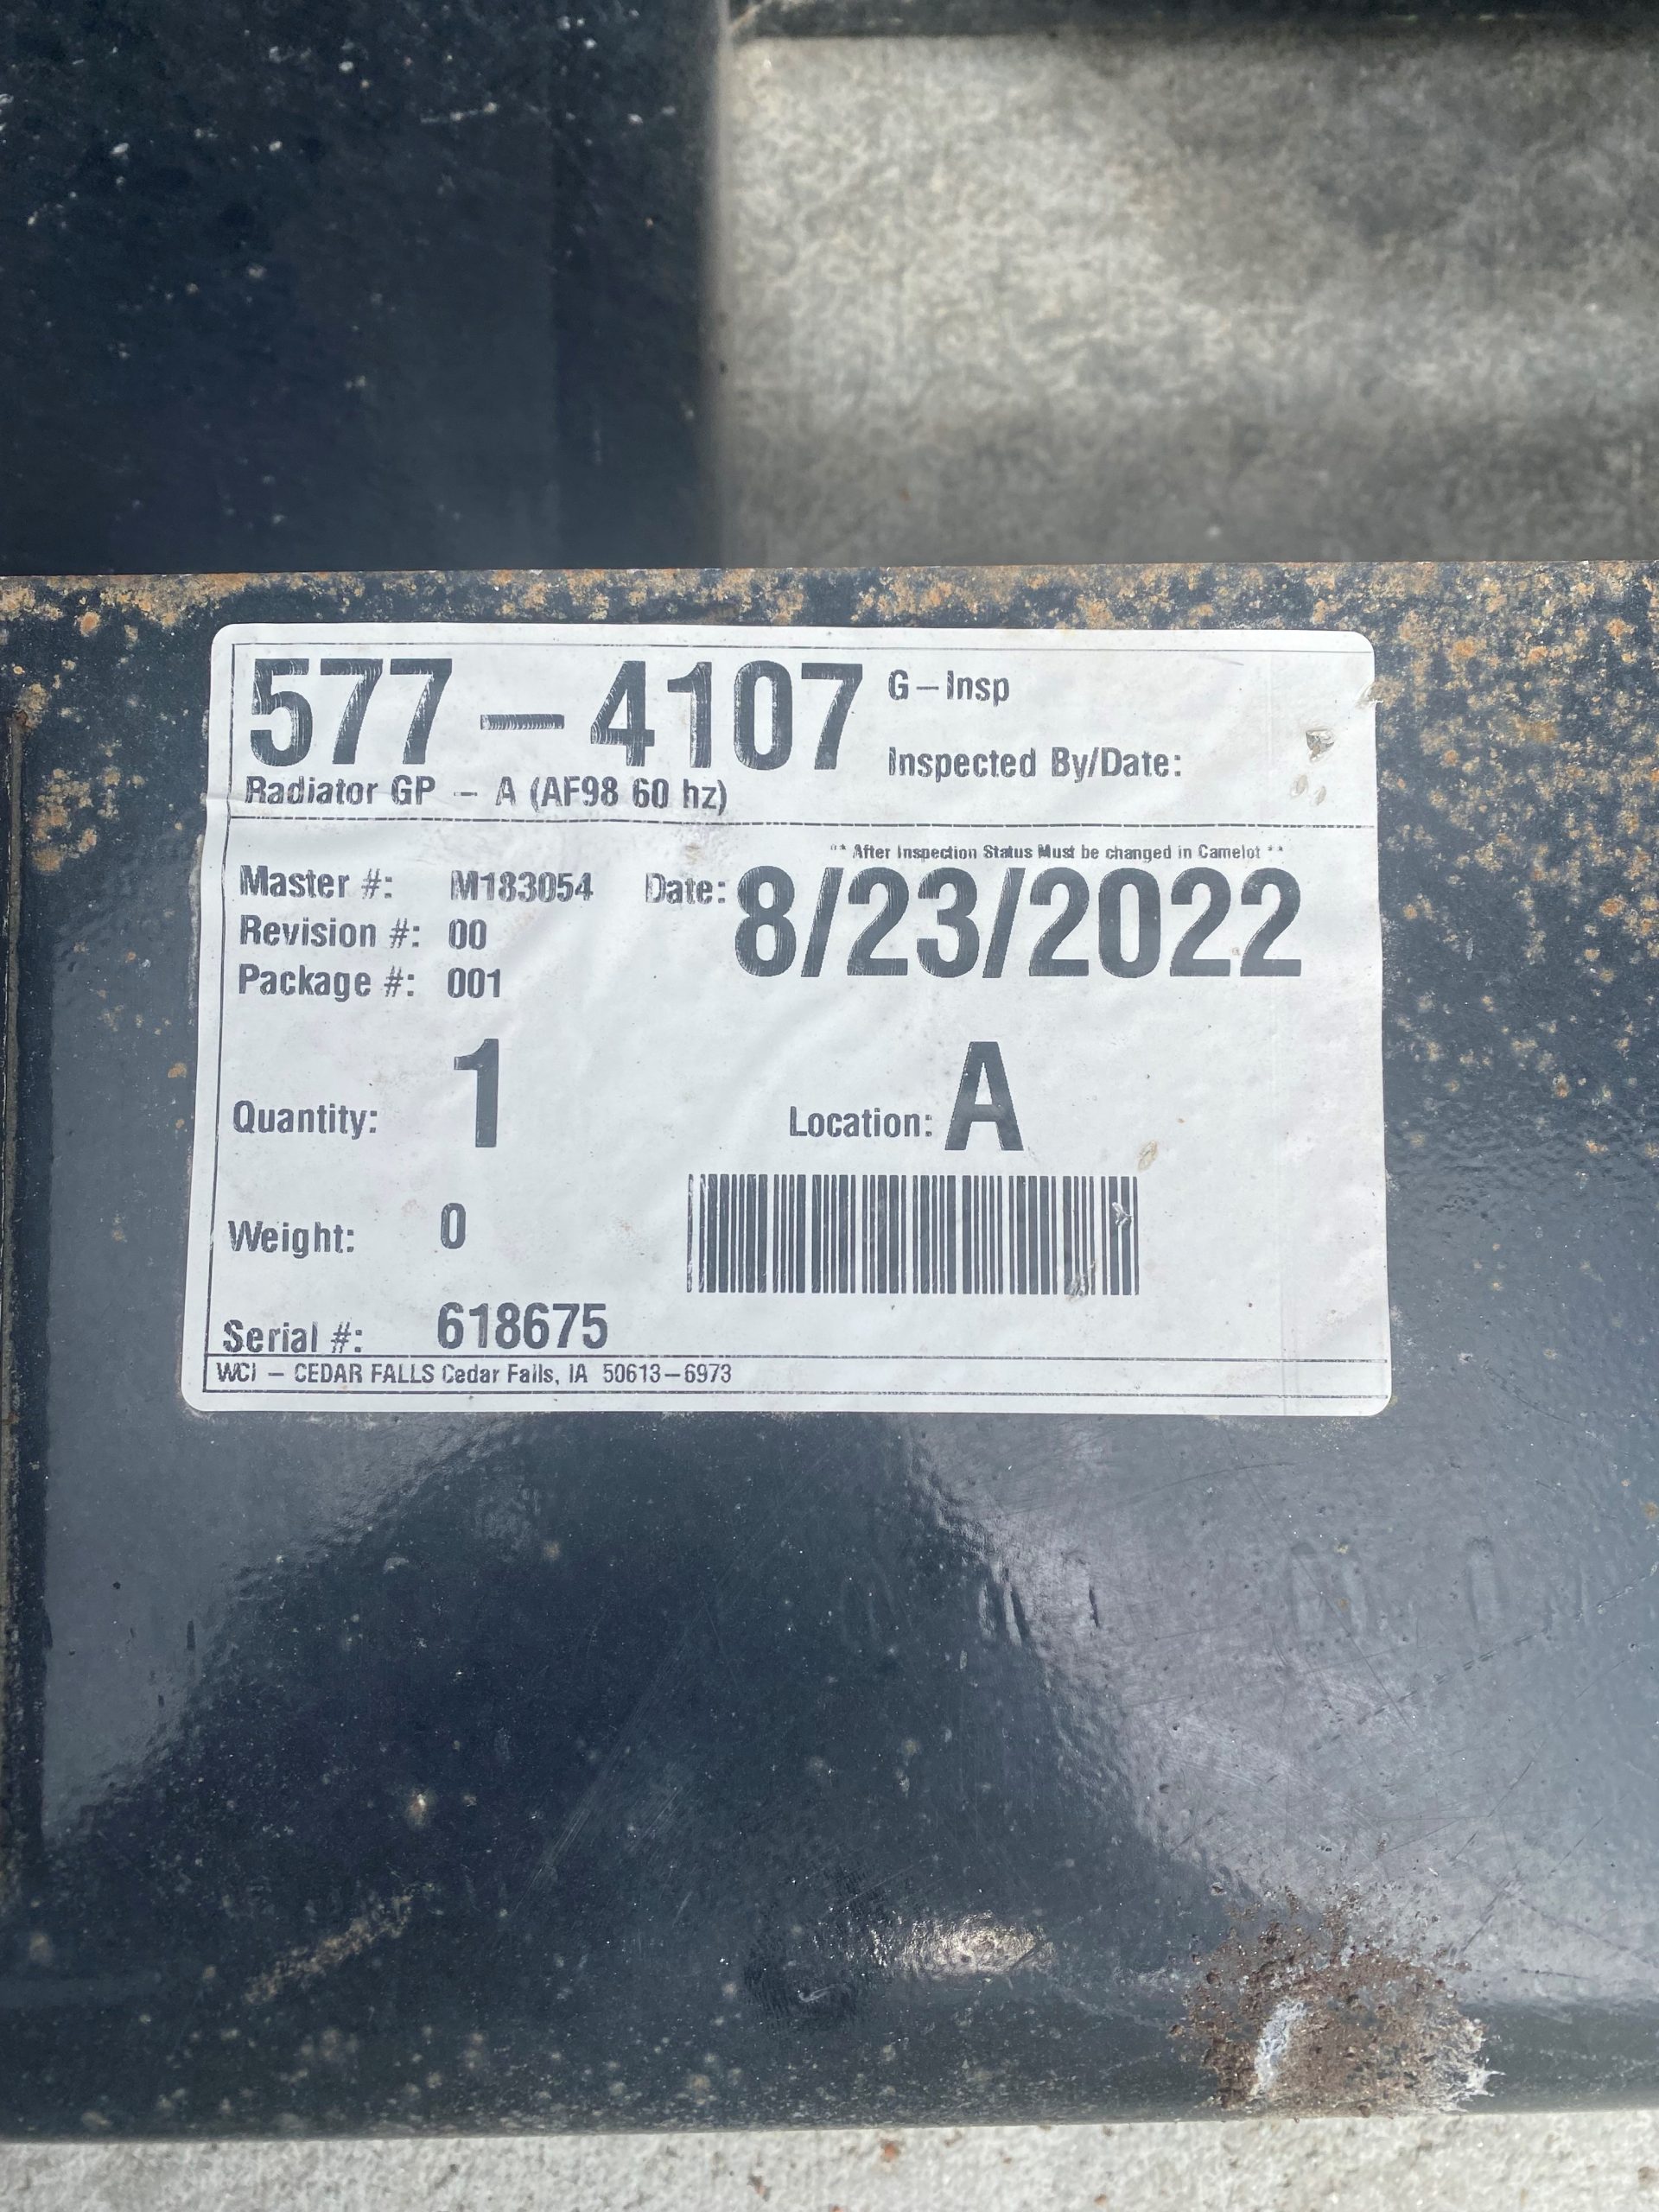 577-4107
G-Insp
Inspected By/Date:
Radiator GP - A (AF98 60 hz)
** After Inspection Status Must be changed in Camelot **
Master #: M183054 Date: 8/23/2022
Revision #: 00
Package #: 001
Quantity: 1 Location: A
Weight: 0
Serial #: 618675
WCI - CEDAR FALLS Cedar Falls, IA 50613-6973